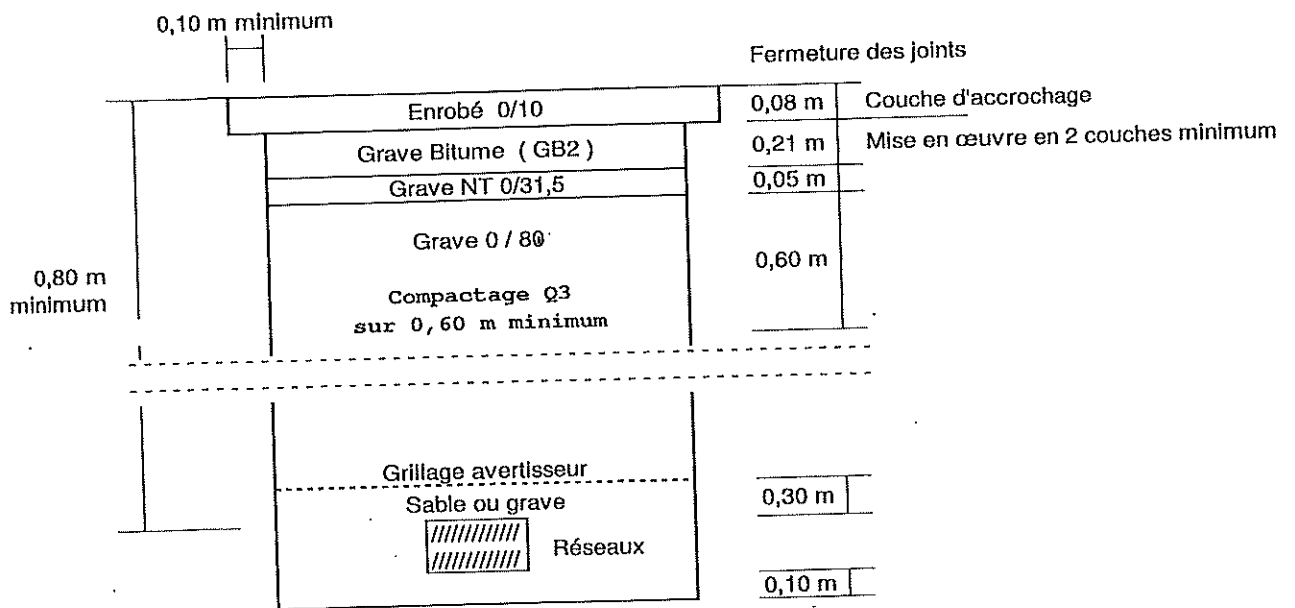 0,10 m minimum
Fermeture des joints
Enrobé 0/10
0,08 m
Couche d'accrochage
Grave Bitume ( GB2 )
0,21 m
Mise en œuvre en 2 couches minimum
Grave NT 0/31,5
0,05 m
Grave 0 / 80
0,60 m
0,80 m
minimum
Compactage Q3
sur 0,60 m minimum
Grillage avertisseur
Sable ou grave
0,30 m
Réseaux
0,10 m